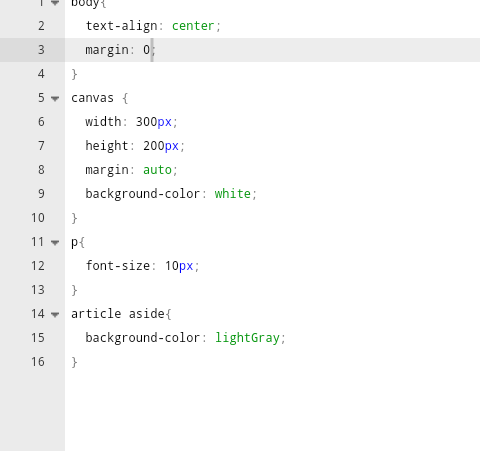 1 body{
2 text-align: center;
3 margin: 0;
4 }
5 canvas {
6 width: 300px;
7 height: 200px;
8 margin: auto;
9 background-color: white;
10 }
11 p{
12 font-size: 10px;
13 }
14 article aside{
15 background-color: lightGray;
16 }